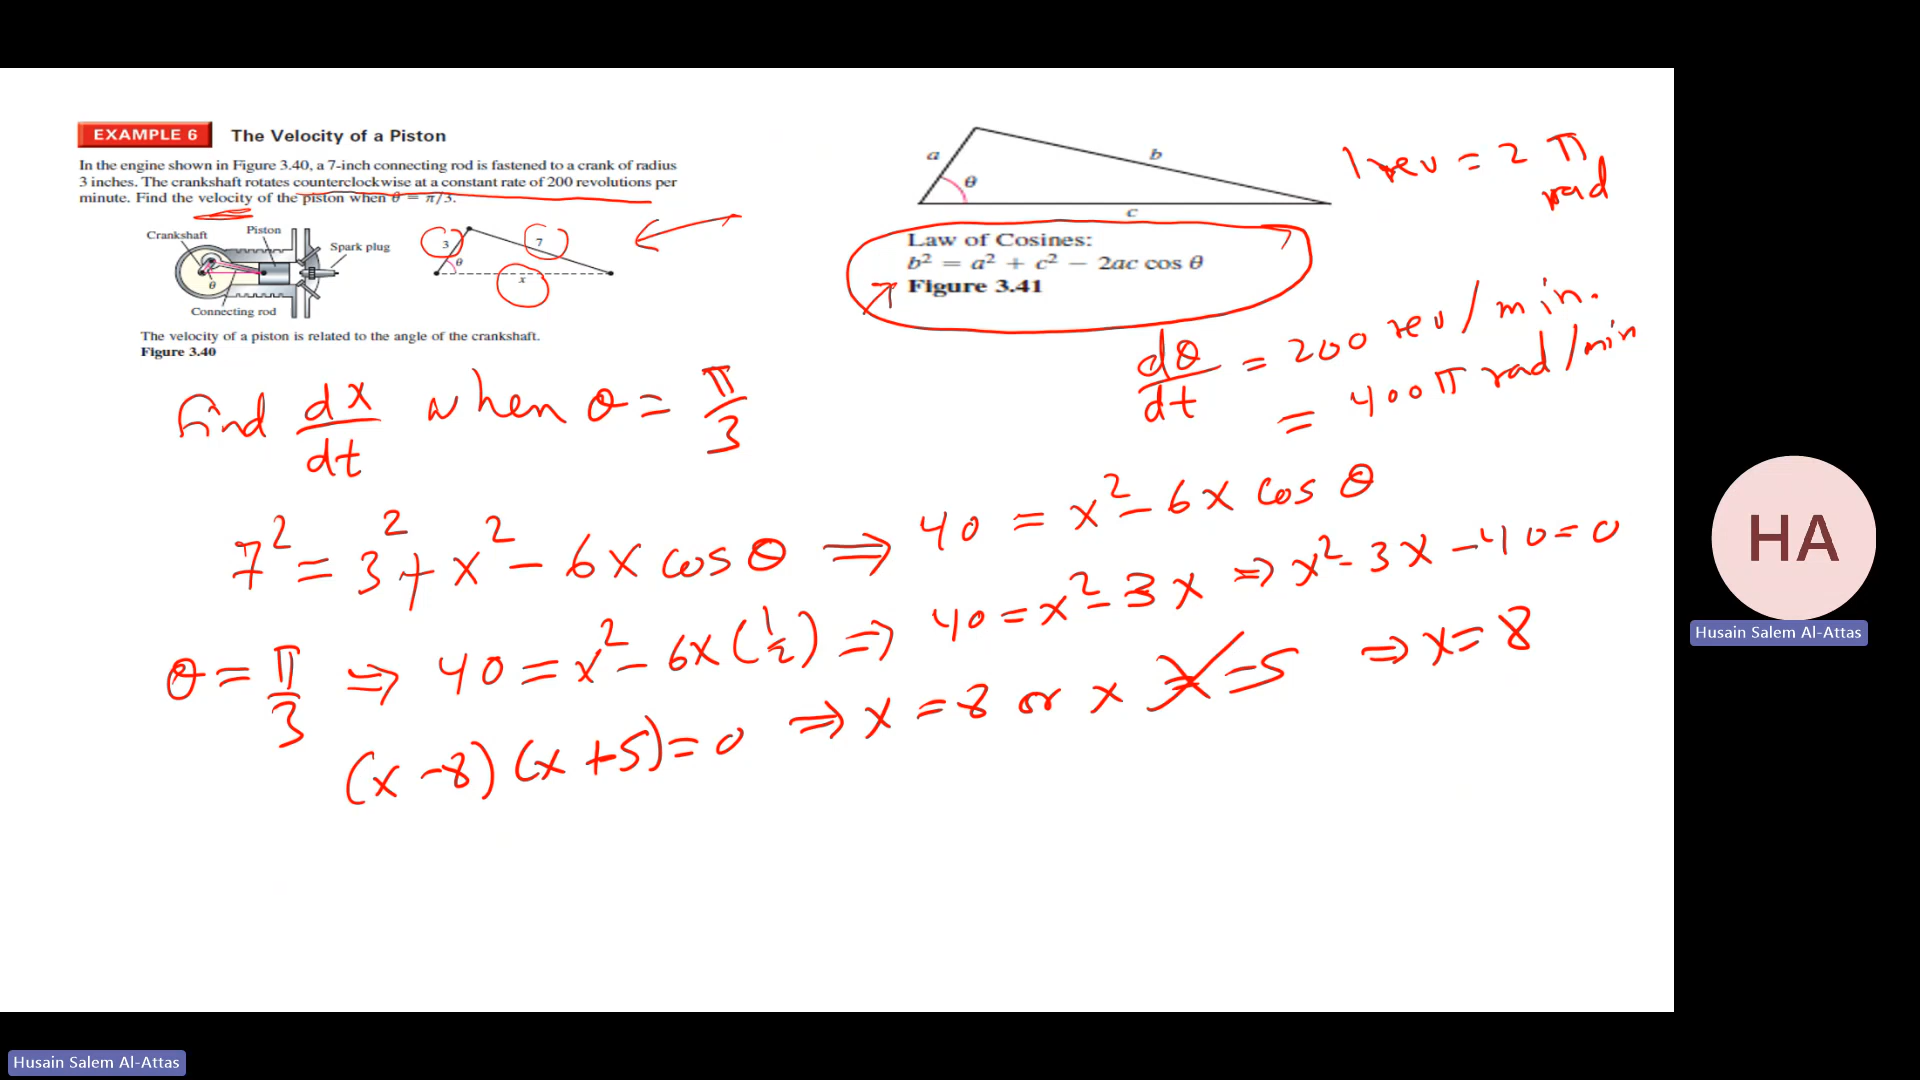 EXAMPLE 6 The Velocity of a Piston
In the engine shown in Figure 3.40, a 7-inch connecting rod is fastened to a crank of radius
3 inches. The crankshaft rotates counterclockwise at a constant rate of 200 revolutions per
minute. Find the velocity of the piston when θ = π/3.
Crankshaft
Piston
Spark plug
θ
Connecting rod
3
7
θ
x
The velocity of a piston is related to the angle of the crankshaft.
Figure 3.40
a
b
θ
c
Law of Cosines:
b² = a² + c² − 2ac cos θ
Figure 3.41
1 rev = 2 π
rad
dθ/dt = 200 rev/min.
= 400π rad/min
Find dx/dt when θ = π/3
7² = 3² + x² − 6x cos θ ⇒ 40 = x² − 6x cos θ
θ = π/3 ⇒ 40 = x² − 6x (1/2) ⇒ 40 = x² − 3x ⇒ x² − 3x − 40 = 0
(x − 8) (x + 5) = 0 ⇒ x = 8 or x x = −5 ⇒ x = 8
HA
Husain Salem Al-Attas
Husain Salem Al-Attas